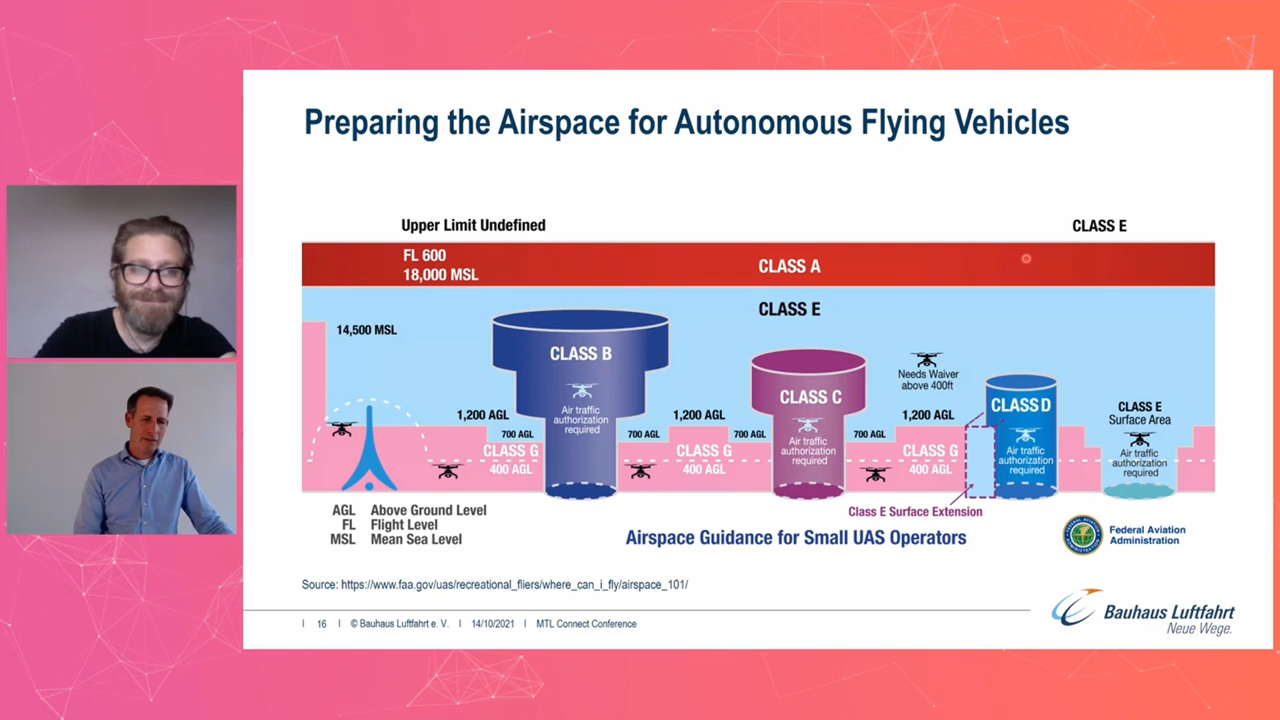 Preparing the Airspace for Autonomous Flying Vehicles
Upper Limit Undefined
CLASS E
FL 600
18,000 MSL
CLASS A
CLASS E
14,500 MSL
CLASS B
Air traffic
authorization
required
CLASS C
Air traffic
authorization
required
Needs Waiver
above 400ft
CLASS D
Air traffic
authorization
required
CLASS E
Surface Area
Air traffic
authorization
required
1,200 AGL
700 AGL
CLASS G
400 AGL
700 AGL
1,200 AGL
CLASS G
400 AGL
700 AGL
700 AGL
1,200 AGL
CLASS G
400 AGL
Class E Surface Extension
AGL Above Ground Level
FL Flight Level
MSL Mean Sea Level
Airspace Guidance for Small UAS Operators
Federal Aviation
Administration
Source: https://www.faa.gov/uas/recreational_fliers/where_can_i_fly/airspace_101/
| 16 | © Bauhaus Luftfahrt e. V. | 14/10/2021 | MTL Connect Conference
Bauhaus Luftfahrt
Neue Wege.